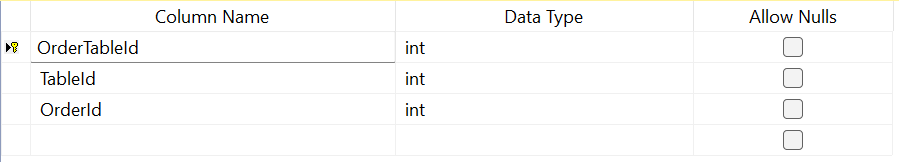 Column Name Data Type Allow Nulls
OrderTableId int
TableId int
OrderId int